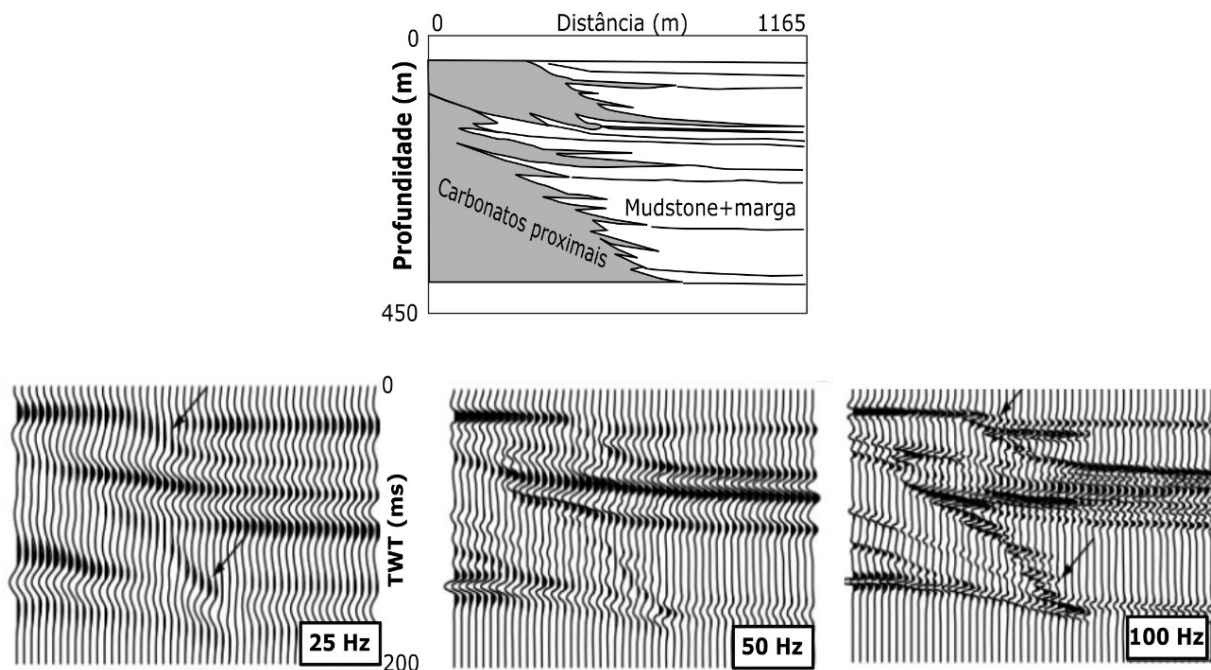 0 Distância (m) 1165
0
Profundidade (m)
Carbonatos proximais
Mudstone+marga
450
0
TWT (ms)
200
25 Hz
50 Hz
100 Hz